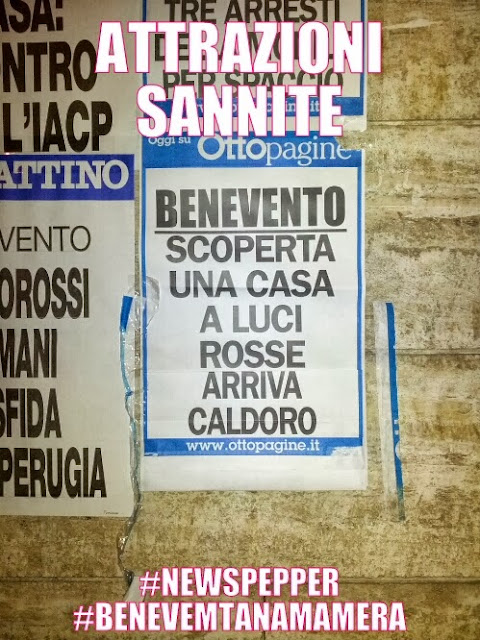 ATTRAZIONI
SANNITE
ASA:
ONTRO
L'IACP
ATTINO
VENTO
OROSSI
MANI
SFIDA
PERUGIA
TRE ARRESTI
PER SPACCIO
Oggi su Ottopagine
BENEVENTO
SCOPERTA
UNA CASA
A LUCI
ROSSE
ARRIVA
CALDORO
www.ottopagine.it
#NEWSPEPPER
#BENEVEMTANAMAMERA